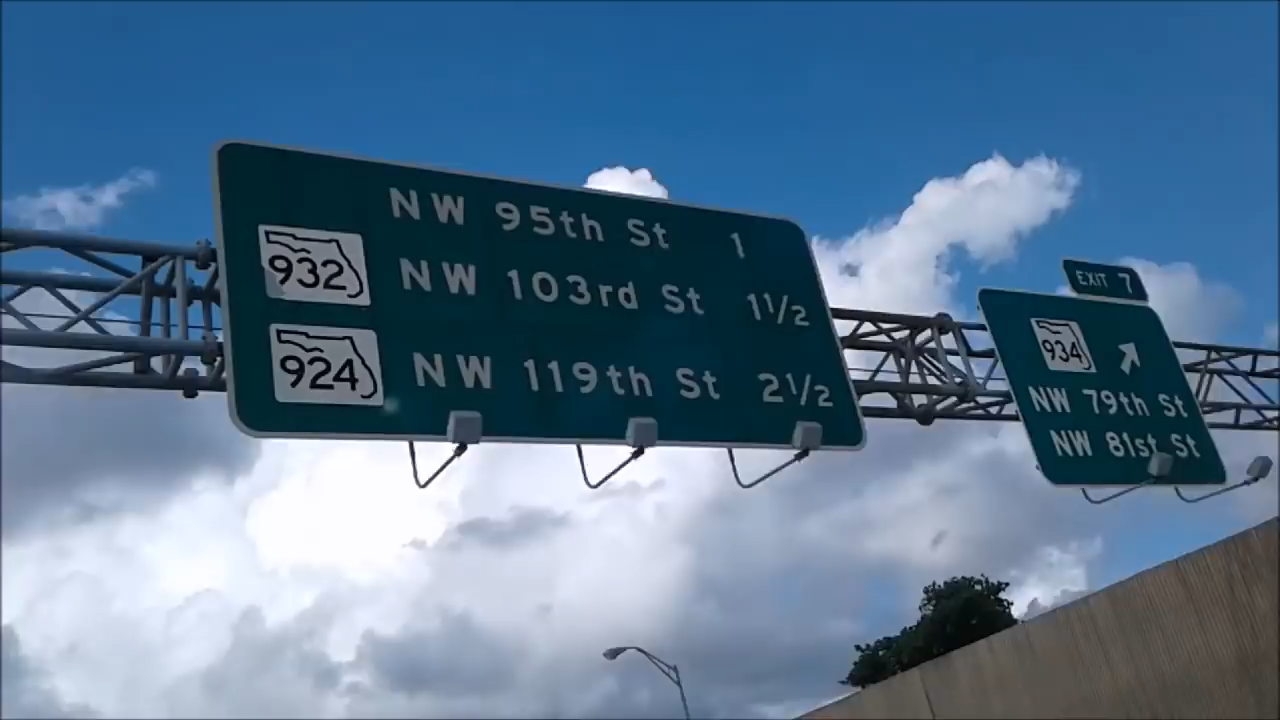 NW 95th St 1
932 NW 103rd St 1½
924 NW 119th St 2½
EXIT 7
934
NW 79th St
NW 81st St